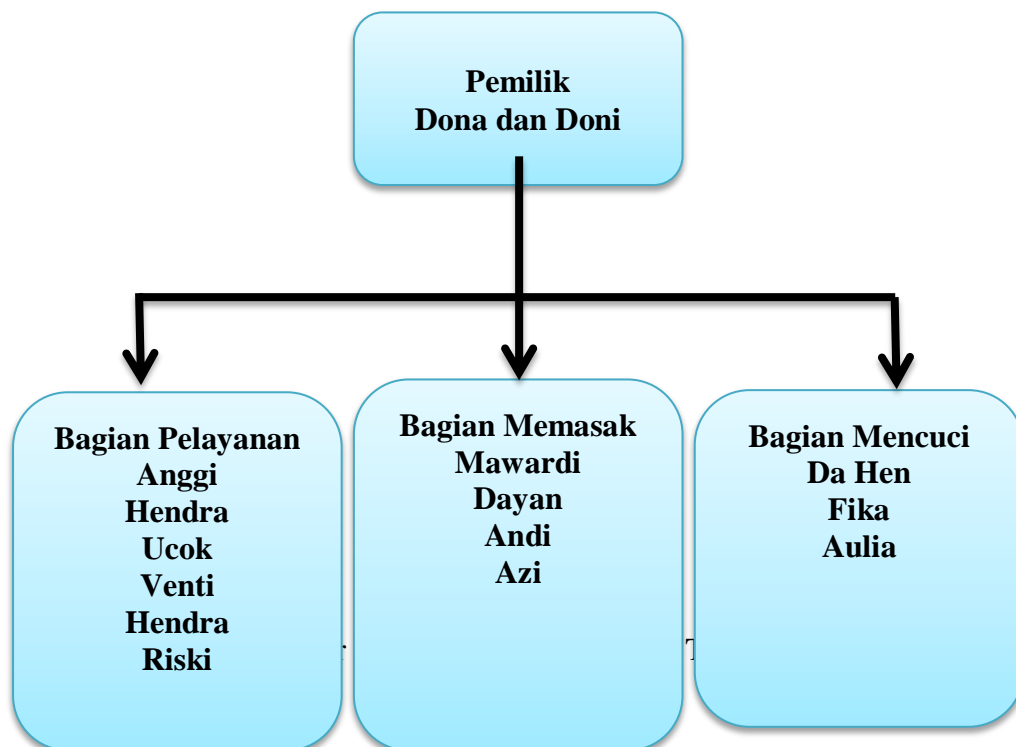 Pemilik
Dona dan Doni
Bagian Pelayanan
Anggi
Hendra
Ucok
Venti
Hendra
Riski
Bagian Memasak
Mawardi
Dayan
Andi
Azi
Bagian Mencuci
Da Hen
Fika
Aulia